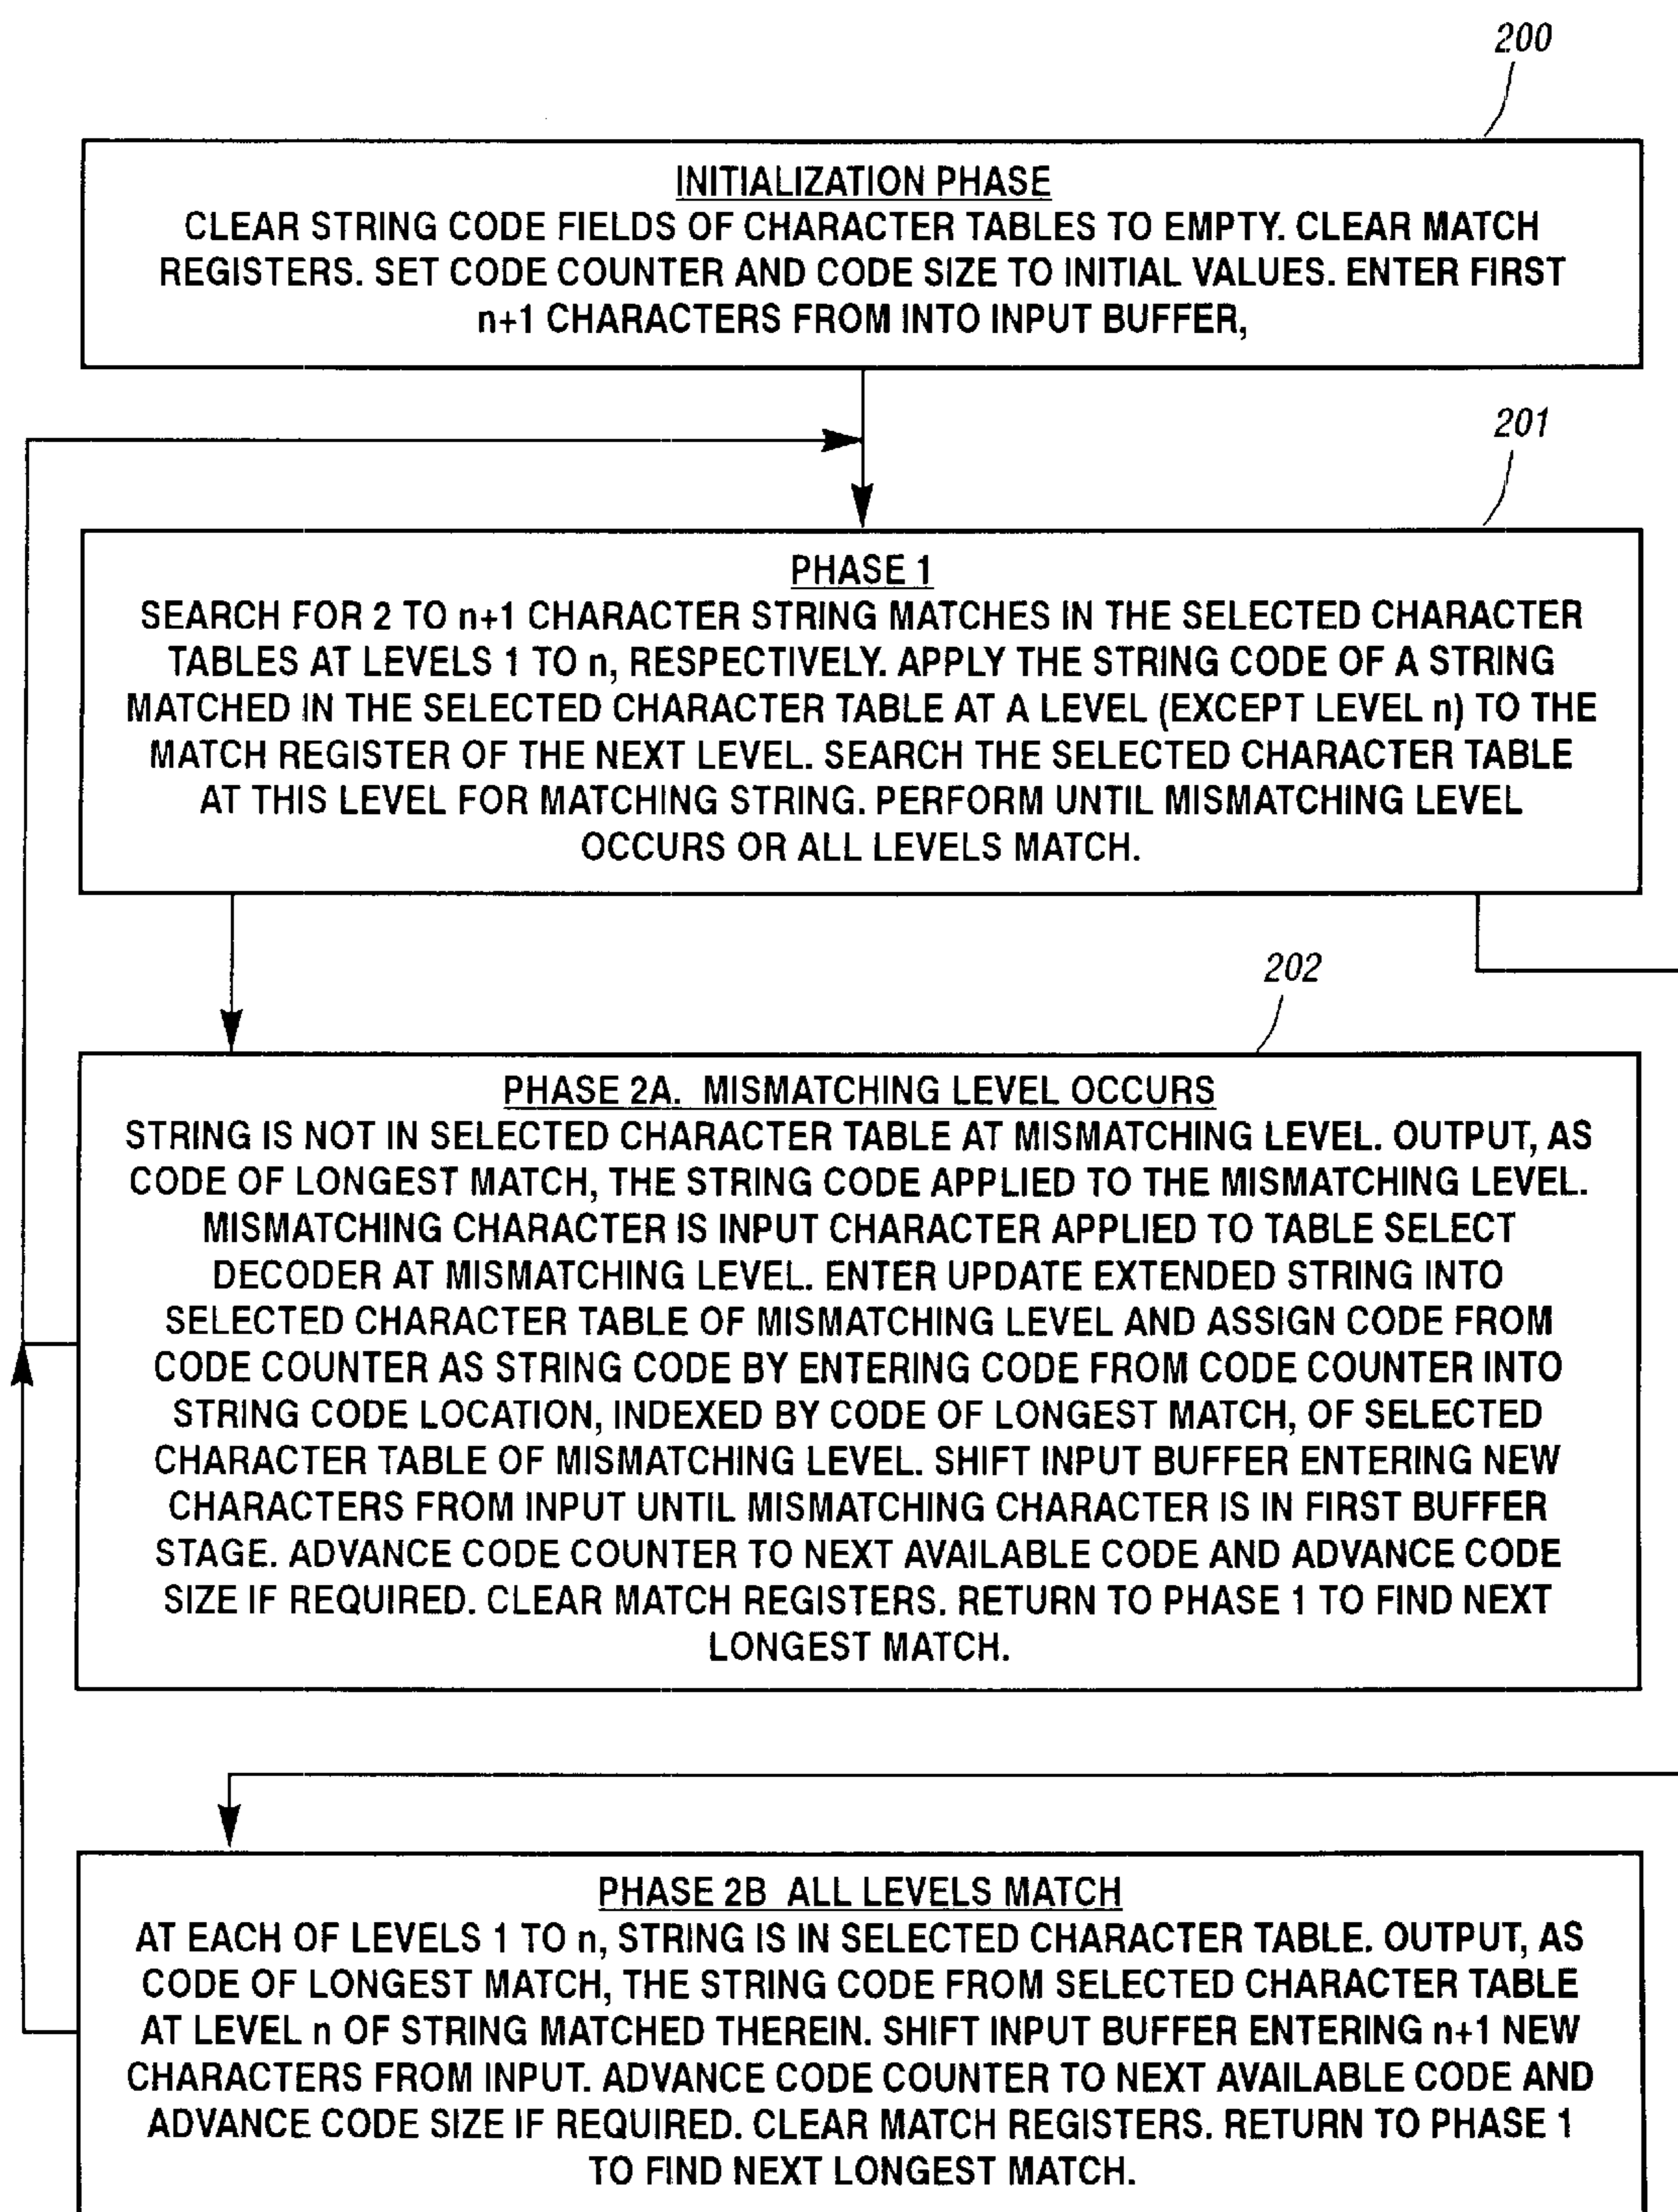 200
INITIALIZATION PHASE
CLEAR STRING CODE FIELDS OF CHARACTER TABLES TO EMPTY. CLEAR MATCH
REGISTERS. SET CODE COUNTER AND CODE SIZE TO INITIAL VALUES. ENTER FIRST
n+1 CHARACTERS FROM INTO INPUT BUFFER,
201
PHASE 1
SEARCH FOR 2 TO n+1 CHARACTER STRING MATCHES IN THE SELECTED CHARACTER
TABLES AT LEVELS 1 TO n, RESPECTIVELY. APPLY THE STRING CODE OF A STRING
MATCHED IN THE SELECTED CHARACTER TABLE AT A LEVEL (EXCEPT LEVEL n) TO THE
MATCH REGISTER OF THE NEXT LEVEL. SEARCH THE SELECTED CHARACTER TABLE
AT THIS LEVEL FOR MATCHING STRING. PERFORM UNTIL MISMATCHING LEVEL
OCCURS OR ALL LEVELS MATCH.
202
PHASE 2A. MISMATCHING LEVEL OCCURS
STRING IS NOT IN SELECTED CHARACTER TABLE AT MISMATCHING LEVEL. OUTPUT, AS
CODE OF LONGEST MATCH, THE STRING CODE APPLIED TO THE MISMATCHING LEVEL.
MISMATCHING CHARACTER IS INPUT CHARACTER APPLIED TO TABLE SELECT
DECODER AT MISMATCHING LEVEL. ENTER UPDATE EXTENDED STRING INTO
SELECTED CHARACTER TABLE OF MISMATCHING LEVEL AND ASSIGN CODE FROM
CODE COUNTER AS STRING CODE BY ENTERING CODE FROM CODE COUNTER INTO
STRING CODE LOCATION, INDEXED BY CODE OF LONGEST MATCH, OF SELECTED
CHARACTER TABLE OF MISMATCHING LEVEL. SHIFT INPUT BUFFER ENTERING NEW
CHARACTERS FROM INPUT UNTIL MISMATCHING CHARACTER IS IN FIRST BUFFER
STAGE. ADVANCE CODE COUNTER TO NEXT AVAILABLE CODE AND ADVANCE CODE
SIZE IF REQUIRED. CLEAR MATCH REGISTERS. RETURN TO PHASE 1 TO FIND NEXT
LONGEST MATCH.
PHASE 2B ALL LEVELS MATCH
AT EACH OF LEVELS 1 TO n, STRING IS IN SELECTED CHARACTER TABLE. OUTPUT, AS
CODE OF LONGEST MATCH, THE STRING CODE FROM SELECTED CHARACTER TABLE
AT LEVEL n OF STRING MATCHED THEREIN. SHIFT INPUT BUFFER ENTERING n+1 NEW
CHARACTERS FROM INPUT. ADVANCE CODE COUNTER TO NEXT AVAILABLE CODE AND
ADVANCE CODE SIZE IF REQUIRED. CLEAR MATCH REGISTERS. RETURN TO PHASE 1
TO FIND NEXT LONGEST MATCH.